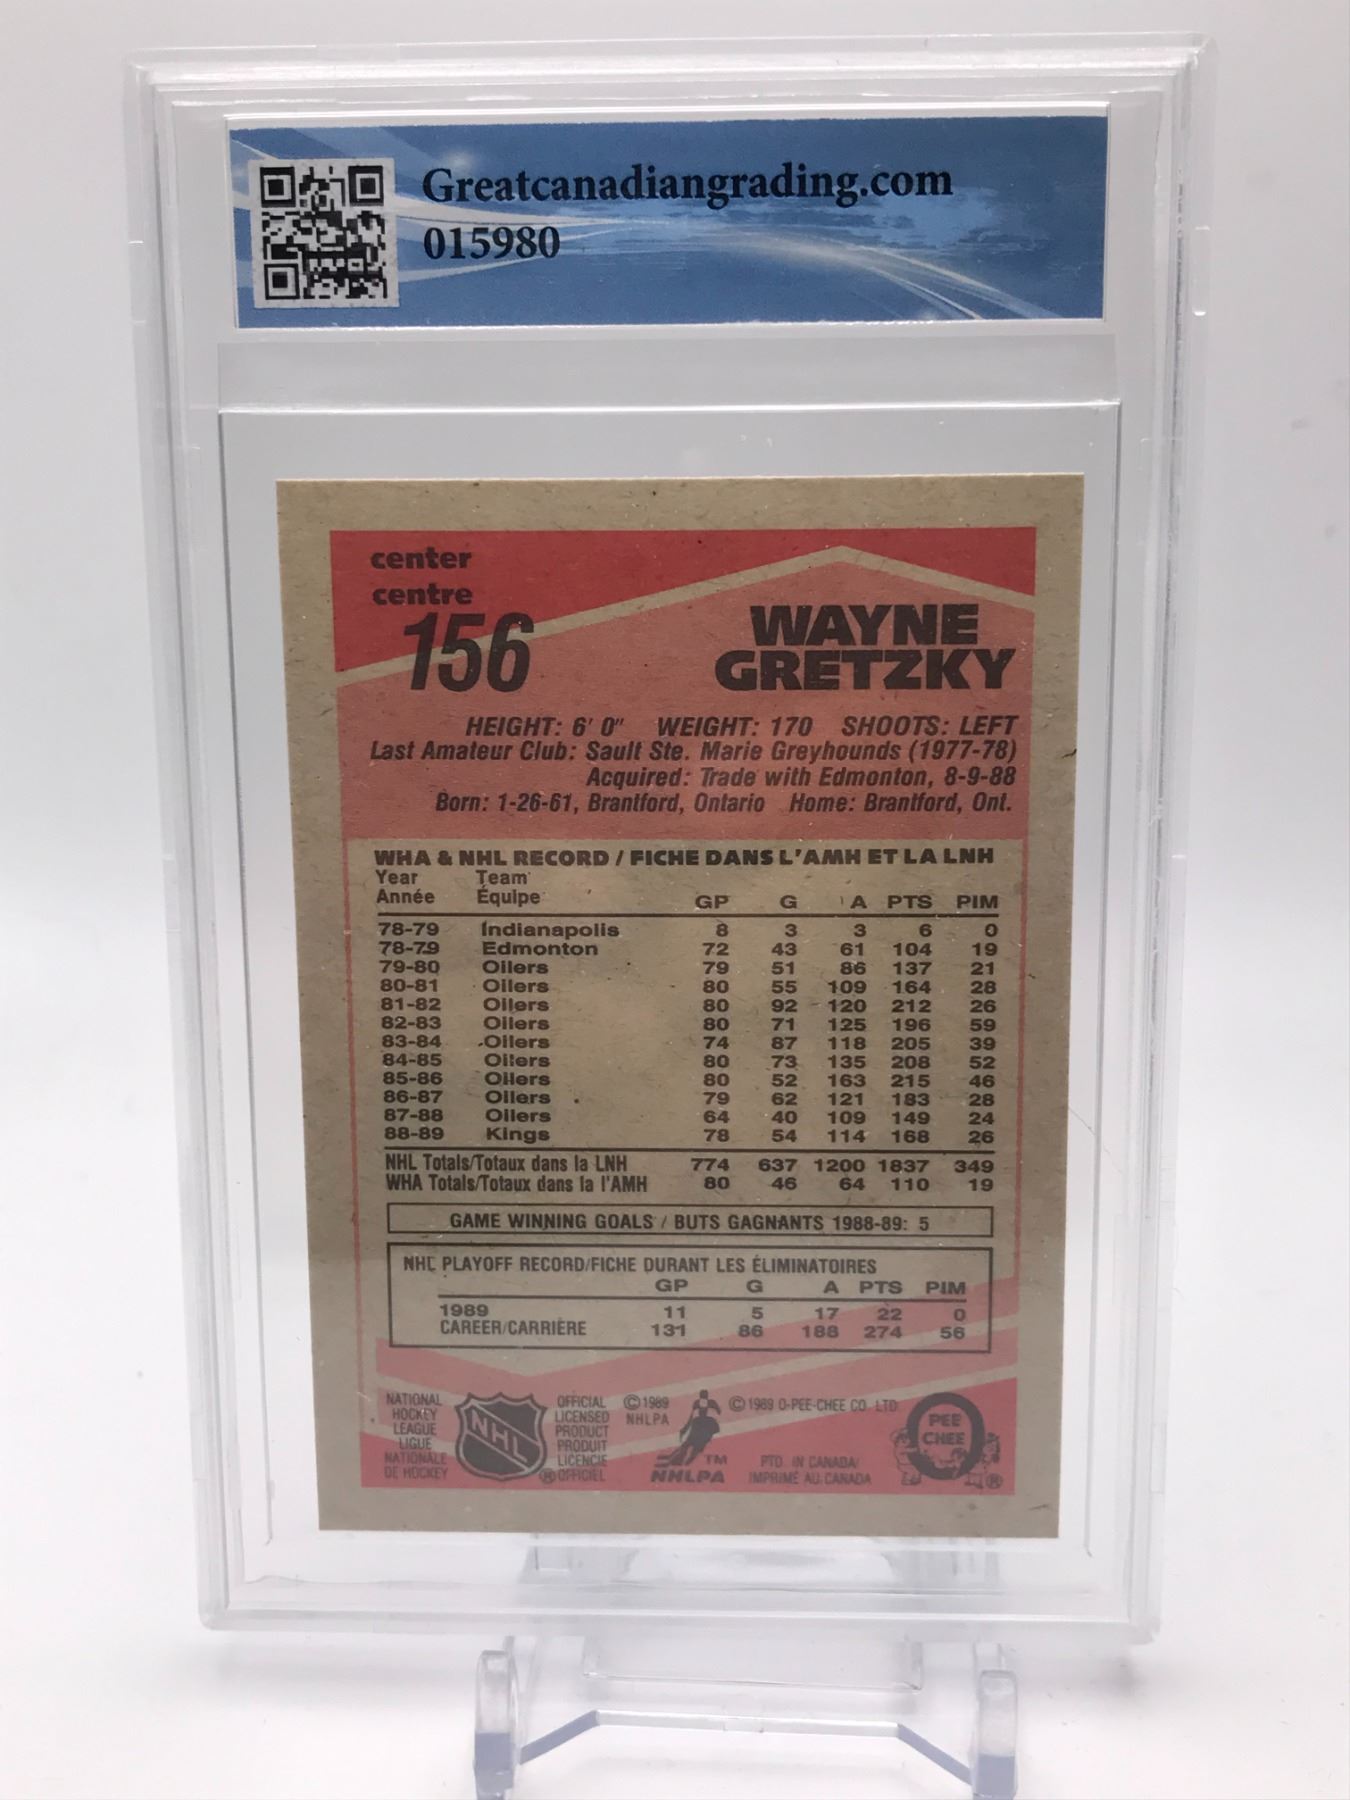 Greatcanadiangrading.com
015980
center
centre
156
WAYNE
GRETZKY
HEIGHT: 6' 0" WEIGHT: 170 SHOOTS: LEFT
Last Amateur Club: Sault Ste. Marie Greyhounds (1977-78)
Acquired: Trade with Edmonton, 8-9-88
Born: 1-26-61, Brantford, Ontario Home: Brantford, Ont.
WHA & NHL RECORD / FICHE DANS L'AMH ET LA LNH
Year Team
Année Équipe GP G A PTS PIM
78-79 Indianapolis 8 3 3 6 0
78-79 Edmonton 72 43 61 104 19
79-80 Oilers 79 51 86 137 21
80-81 Oilers 80 55 109 164 28
81-82 Oilers 80 92 120 212 26
82-83 Oilers 80 71 125 196 59
83-84 Oilers 74 87 118 205 39
84-85 Oilers 80 73 135 208 52
85-86 Oilers 80 52 163 215 46
86-87 Oilers 79 62 121 183 28
87-88 Oilers 64 40 109 149 24
88-89 Kings 78 54 114 168 26
NHL Totals/Totaux dans la LNH 774 637 1200 1837 349
WHA Totals/Totaux dans la l'AMH 80 46 64 110 19
GAME WINNING GOALS / BUTS GAGNANTS 1988-89: 5
NHL PLAYOFF RECORD/FICHE DURANT LES ÉLIMINATOIRES
GP G A PTS PIM
1989 11 5 17 22 0
CAREER/CARRIÈRE 131 86 188 274 56
NATIONAL
HOCKEY
LEAGUE
LIGUE
NATIONALE
DE HOCKEY
NHL
OFFICIAL
LICENSED
PRODUCT
PRODUIT
LICENCIE
® OFFICIEL
© 1989
NHLPA
TM
NHLPA
© 1989 O-PEE-CHEE CO. LTD.
PTD. IN CANADA/
IMPRIMÉ AU CANADA
O
PEE
CHEE
®